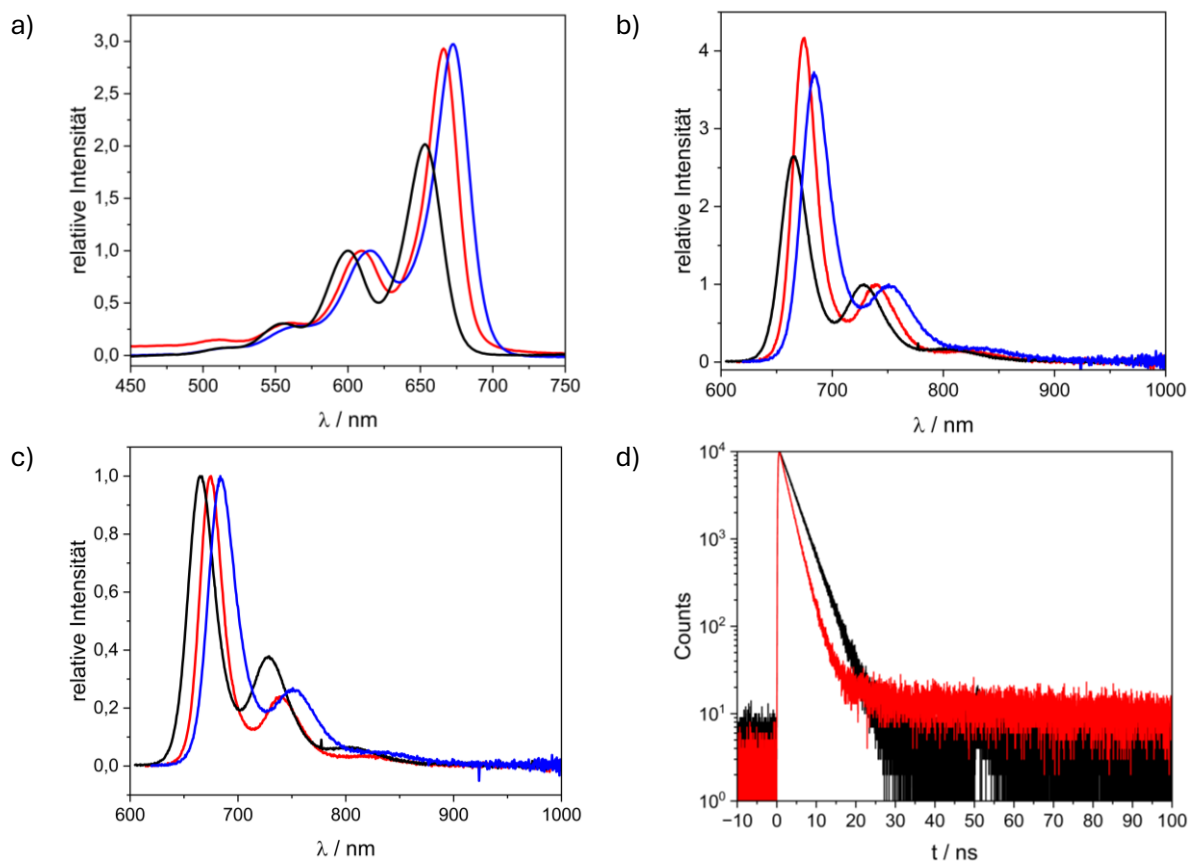 a)
3,0
2,5
2,0
1,5
1,0
0,5
0,0
relatiive Intensität
450 500 550 600 650 700 750
λ / nm
b)
4
3
2
1
0
relative Intensität
600 700 800 900 1000
λ / nm
c)
1,0
0,8
0,6
0,4
0,2
0,0
relative Intensität
600 700 800 900 1000
λ / nm
d)
10⁴
10³
10²
10¹
10⁰
Counts
−10 0 10 20 30 40 50 60 70 80 90 100
t / ns